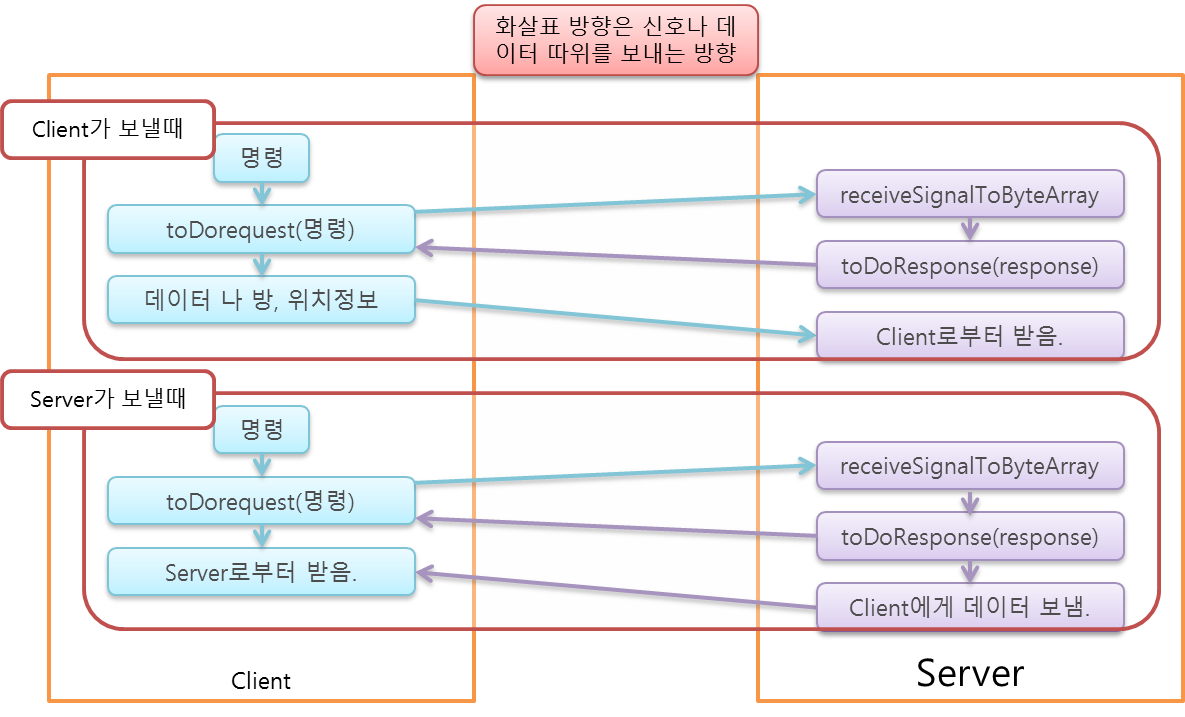 화살표 방향은 신호나 데
이터 따위를 보내는 방향
Client가 보낼때
명령
toDorequest(명령)
데이터 나 방, 위치정보
receiveSignalToByteArray
toDoResponse(response)
Client로부터 받음.
Server가 보낼때
명령
toDorequest(명령)
Server로부터 받음.
receiveSignalToByteArray
toDoResponse(response)
Client에게 데이터 보냄.
Client
Server